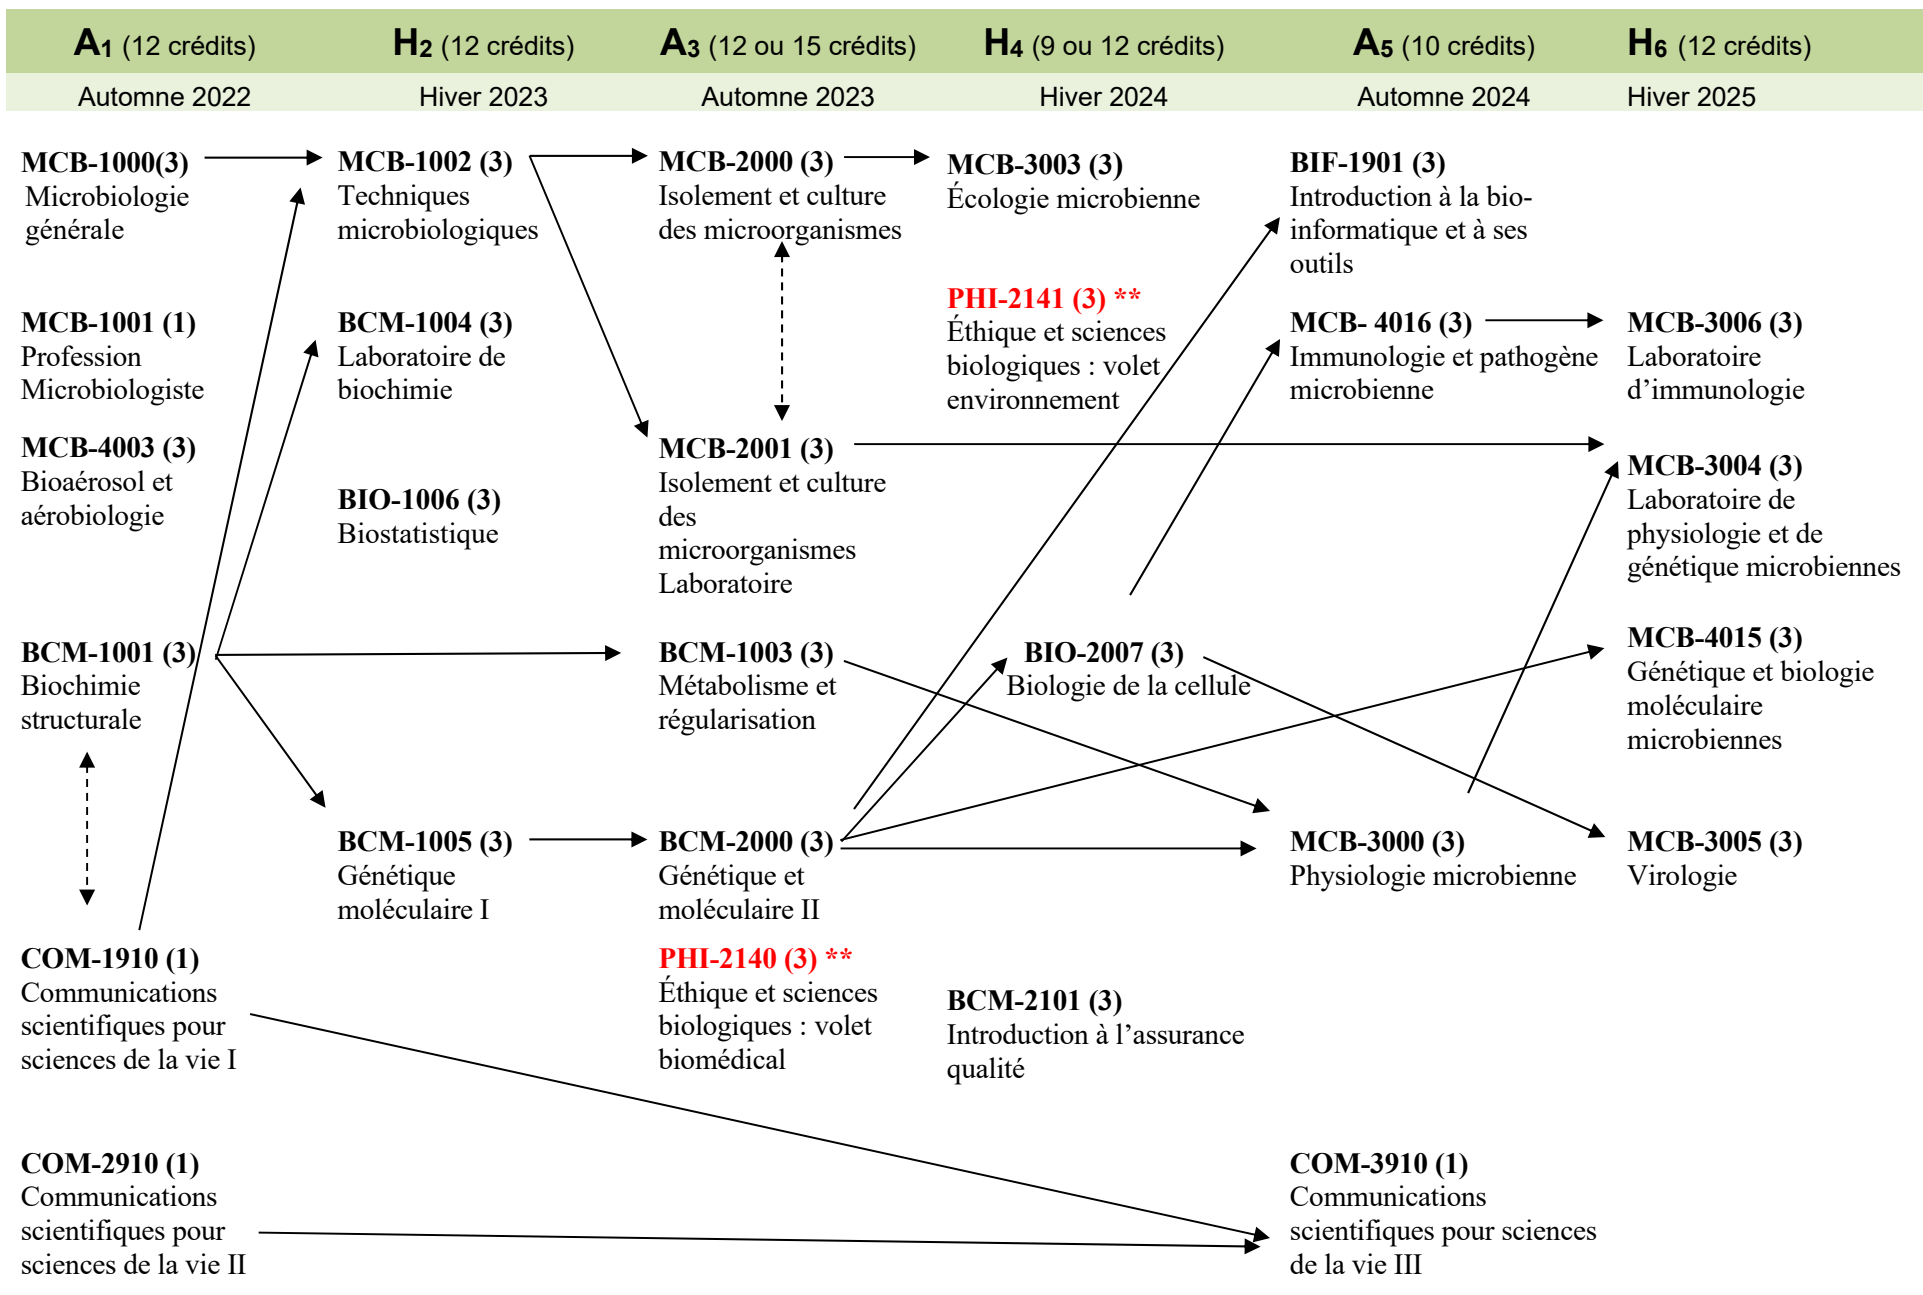 A1 (12 crédits)
H2 (12 crédits)
A3 (12 ou 15 crédits)
H4 (9 ou 12 crédits)
A5 (10 crédits)
H6 (12 crédits)
Automne 2022
Hiver 2023
Automne 2023
Hiver 2024
Automne 2024
Hiver 2025
MCB-1000(3)
Microbiologie
générale
MCB-1001 (1)
Profession
Microbiologiste
MCB-4003 (3)
Bioaérosol et
aérobiologie
BCM-1001 (3)
Biochimie
structurale
COM-1910 (1)
Communications
scientifiques pour
sciences de la vie I
COM-2910 (1)
Communications
scientifiques pour
sciences de la vie II
MCB-1002 (3)
Techniques
microbiologiques
BCM-1004 (3)
Laboratoire de
biochimie
BIO-1006 (3)
Biostatistique
BCM-1005 (3)
Génétique
moléculaire I
MCB-2000 (3)
Isolement et culture
des microorganismes
MCB-2001 (3)
Isolement et culture
des
microorganismes
Laboratoire
BCM-1003 (3)
Métabolisme et
régularisation
BCM-2000 (3)
Génétique et
moléculaire II
PHI-2140 (3) **
Éthique et sciences
biologiques : volet
biomédical
MCB-3003 (3)
Écologie microbienne
PHI-2141 (3) **
Éthique et sciences
biologiques : volet
environnement
BIO-2007 (3)
Biologie de la cellule
BCM-2101 (3)
Introduction à l’assurance
qualité
BIF-1901 (3)
Introduction à la bio-
informatique et à ses
outils
MCB- 4016 (3)
Immunologie et pathogène
microbienne
MCB-3000 (3)
Physiologie microbienne
COM-3910 (1)
Communications
scientifiques pour sciences
de la vie III
MCB-3006 (3)
Laboratoire
d’immunologie
MCB-3004 (3)
Laboratoire de
physiologie et de
génétique microbiennes
MCB-4015 (3)
Génétique et biologie
moléculaire
microbiennes
MCB-3005 (3)
Virologie